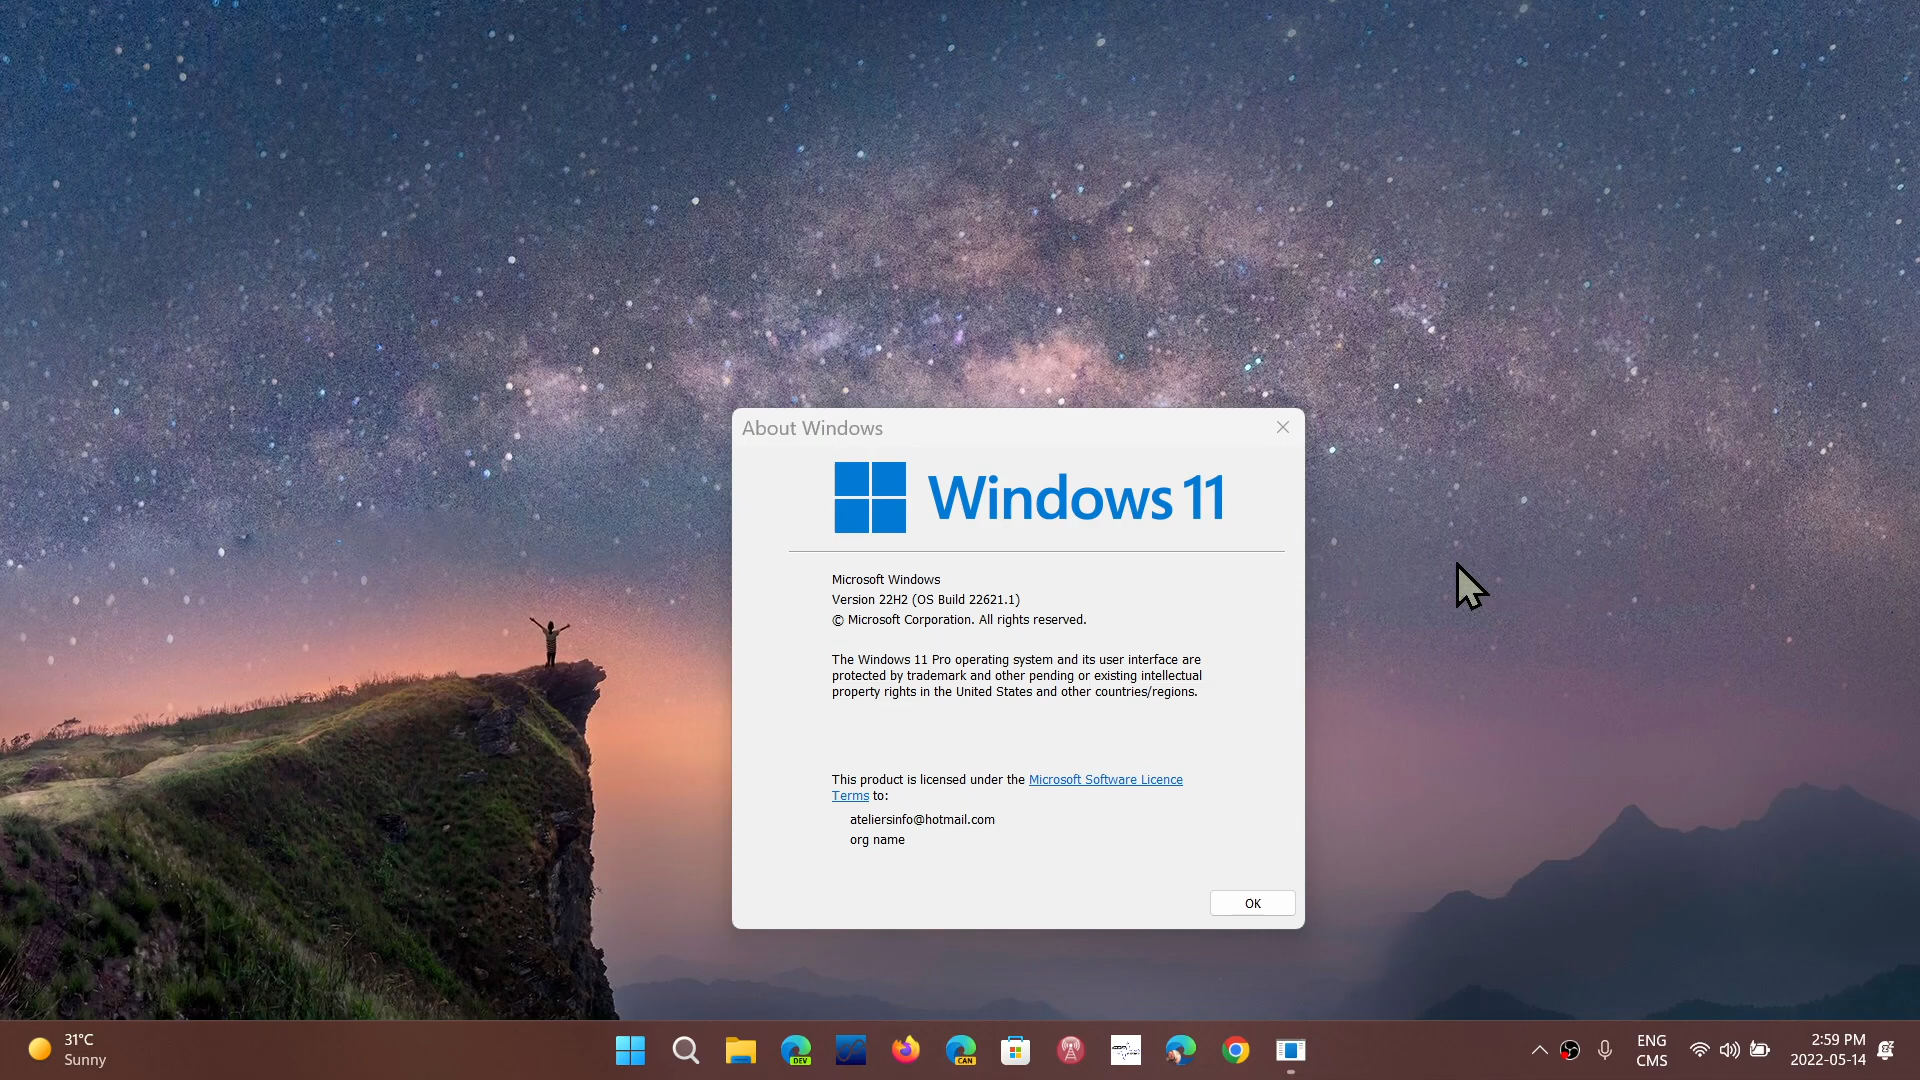 About Windows
Windows 11
Microsoft Windows
Version 22H2 (OS Build 22621.1)
© Microsoft Corporation. All rights reserved.
The Windows 11 Pro operating system and its user interface are
protected by trademark and other pending or existing intellectual
property rights in the United States and other countries/regions.
This product is licensed under the Microsoft Software Licence
Terms to:
ateliersinfo@hotmail.com
org name
OK
31°C
Sunny
DEV
CAN
ENG
CMS
2:59 PM
2022-05-14